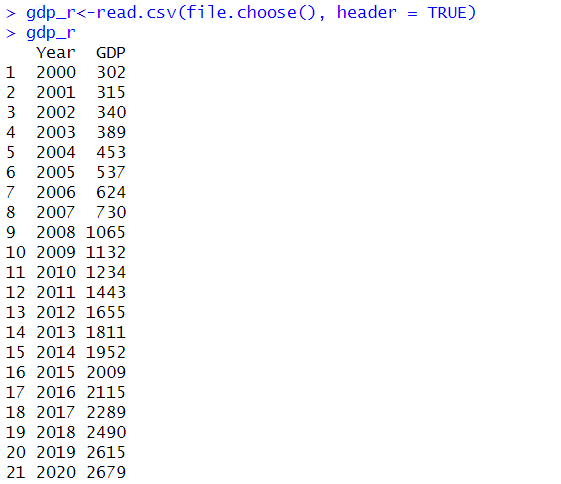 > gdp_r<-read.csv(file.choose(), header = TRUE)
> gdp_r
   Year  GDP
1  2000  302
2  2001  315
3  2002  340
4  2003  389
5  2004  453
6  2005  537
7  2006  624
8  2007  730
9  2008 1065
10 2009 1132
11 2010 1234
12 2011 1443
13 2012 1655
14 2013 1811
15 2014 1952
16 2015 2009
17 2016 2115
18 2017 2289
19 2018 2490
20 2019 2615
21 2020 2679